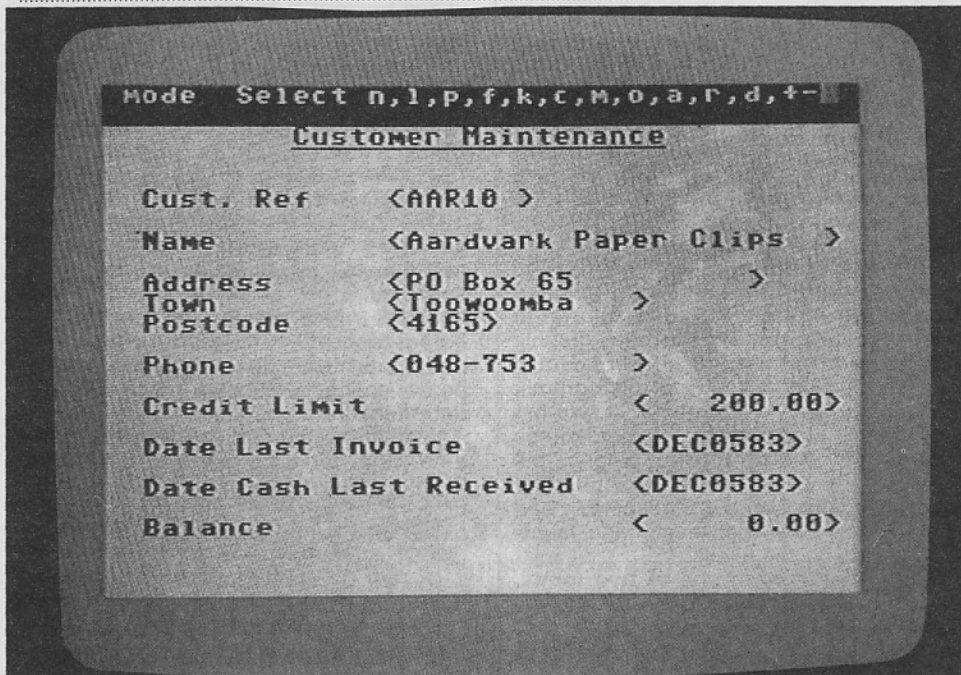 Mode Select n,l,p,f,k,c,m,o,a,r,d,+-
Customer Maintenance
Cust. Ref <AAR10 >
Name <Aardvark Paper Clips >
Address <PO Box 65 >
Town <Toowoomba >
Postcode <4165>
Phone <048-753 >
Credit Limit < 200.00>
Date Last Invoice <DEC0583>
Date Cash Last Received <DEC0583>
Balance < 0.00>